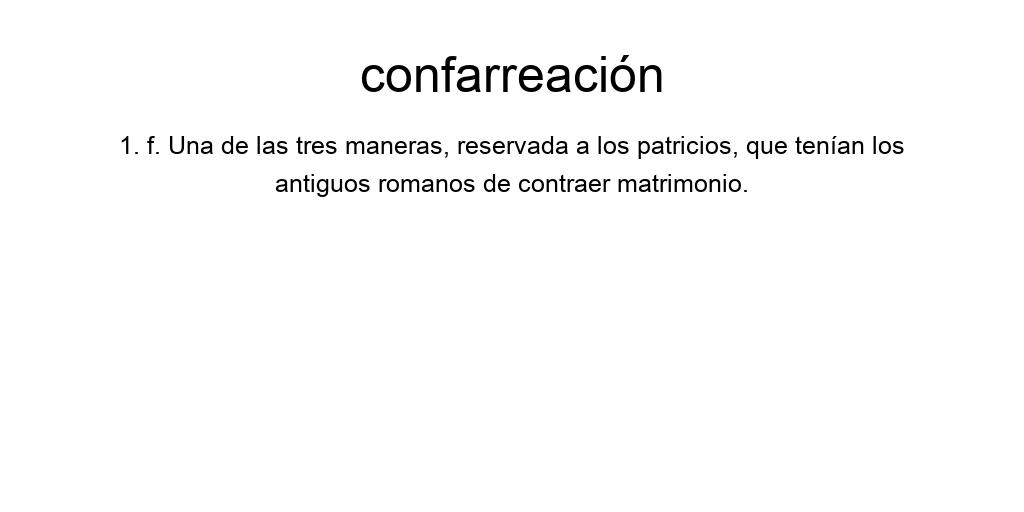 confarreación
1. f. Una de las tres maneras, reservada a los patricios, que tenían los
antiguos romanos de contraer matrimonio.